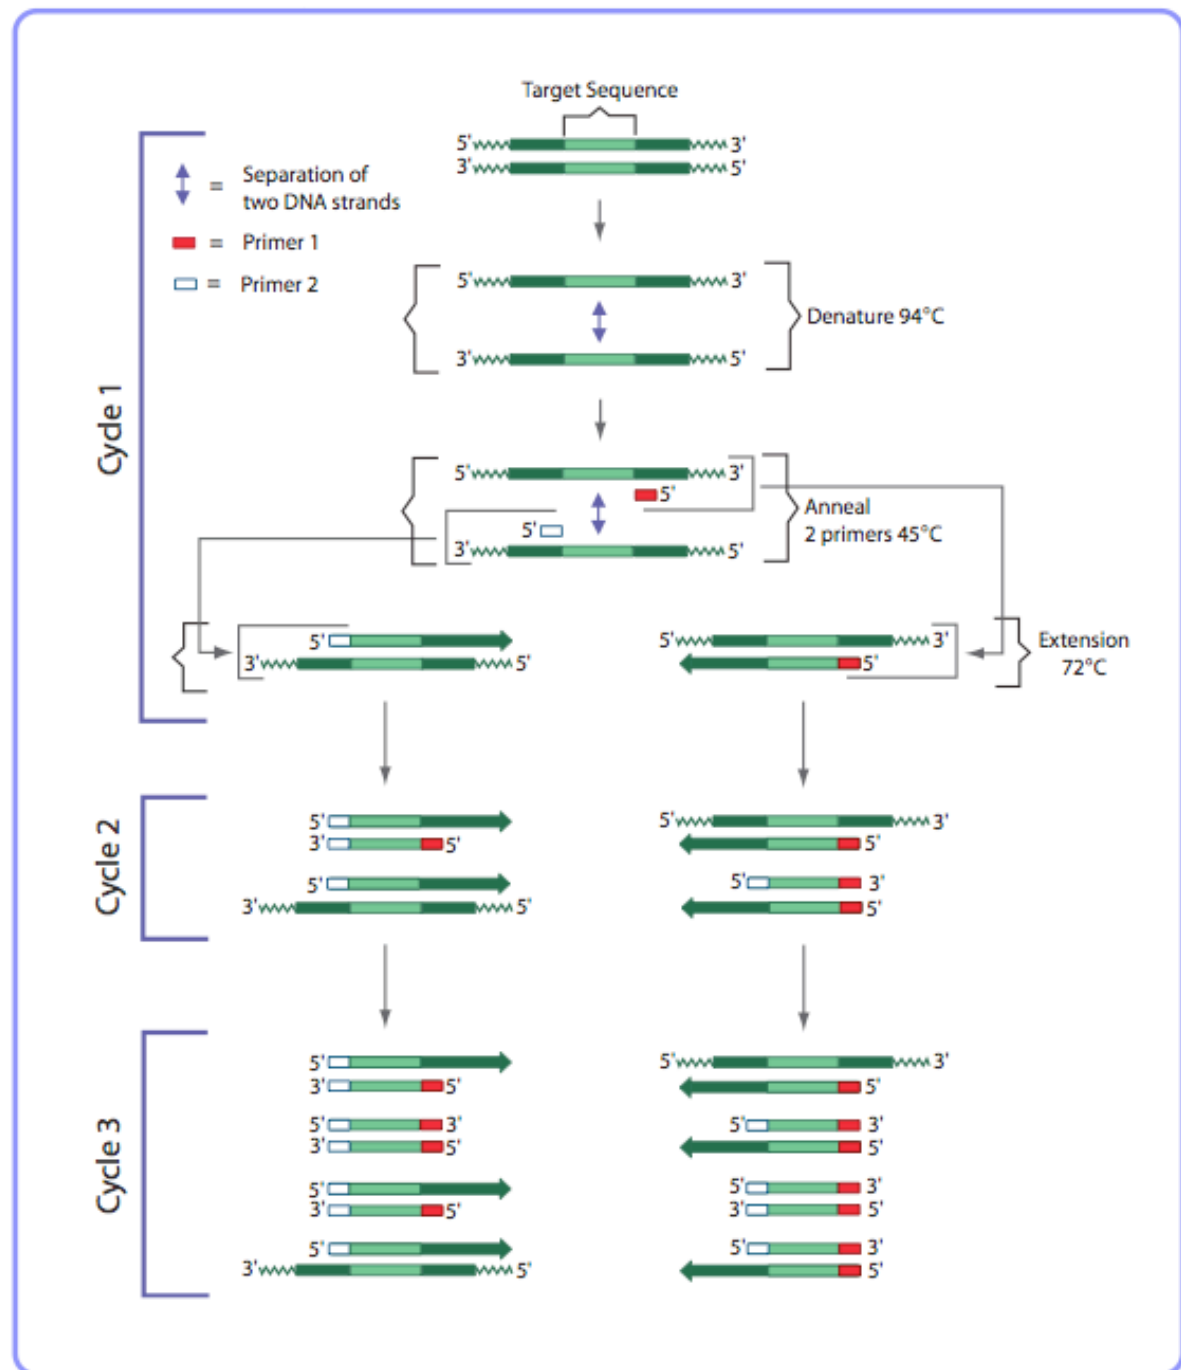 Target Sequence
5' 3'
3' 5'
= Separation of
two DNA strands
= Primer 1
= Primer 2
Cycle 1
5' 3'
Denature 94°C
3' 5'
5' 3'
5'
Anneal
2 primers 45°C
5'
3' 5'
5'
3' 5'
5' 3'
5'
Extension
72°C
Cycle 2
5'
3' 5'
5'
3' 5'
5' 3'
5'
5' 3'
5'
Cycle 3
5'
3' 5'
5' 3'
3' 5'
5'
3' 5'
5'
3' 5'
5' 3'
5'
5' 3'
5'
5' 3'
3' 5'
5' 3'
5'